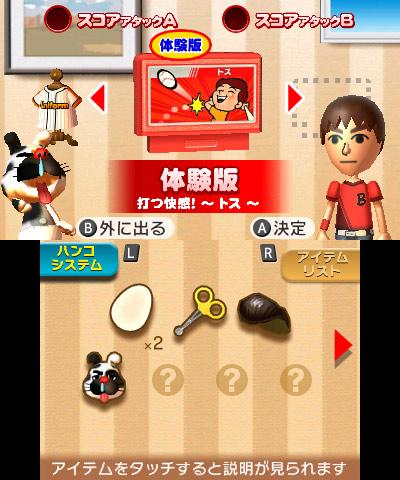 スコアアタックA
スコアアタックB
体験版
トス
Uniform
体験版
打つ快感! ～ トス ～
B
B外に出る
A決定
ハンコ
システム
L
R
アイテム
リスト
×2
?
?
?
アイテムをタッチすると説明が見られます